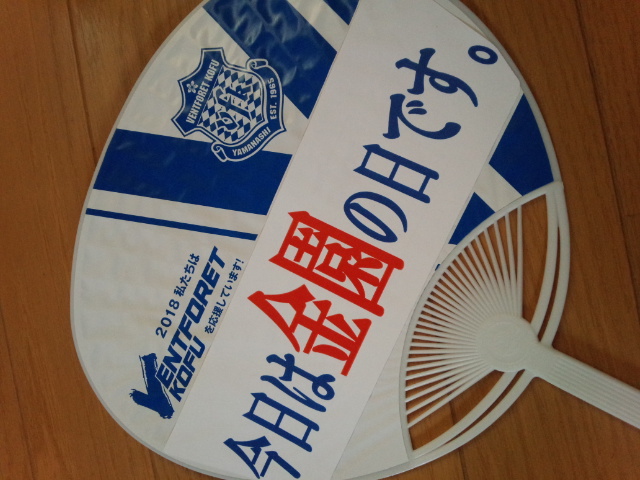 VENTFORET KOFU
YAMANASHI
EST. 1965
2018 私たちは
VENTFORET
KOFU
を応援しています!
今日は金園の日です。